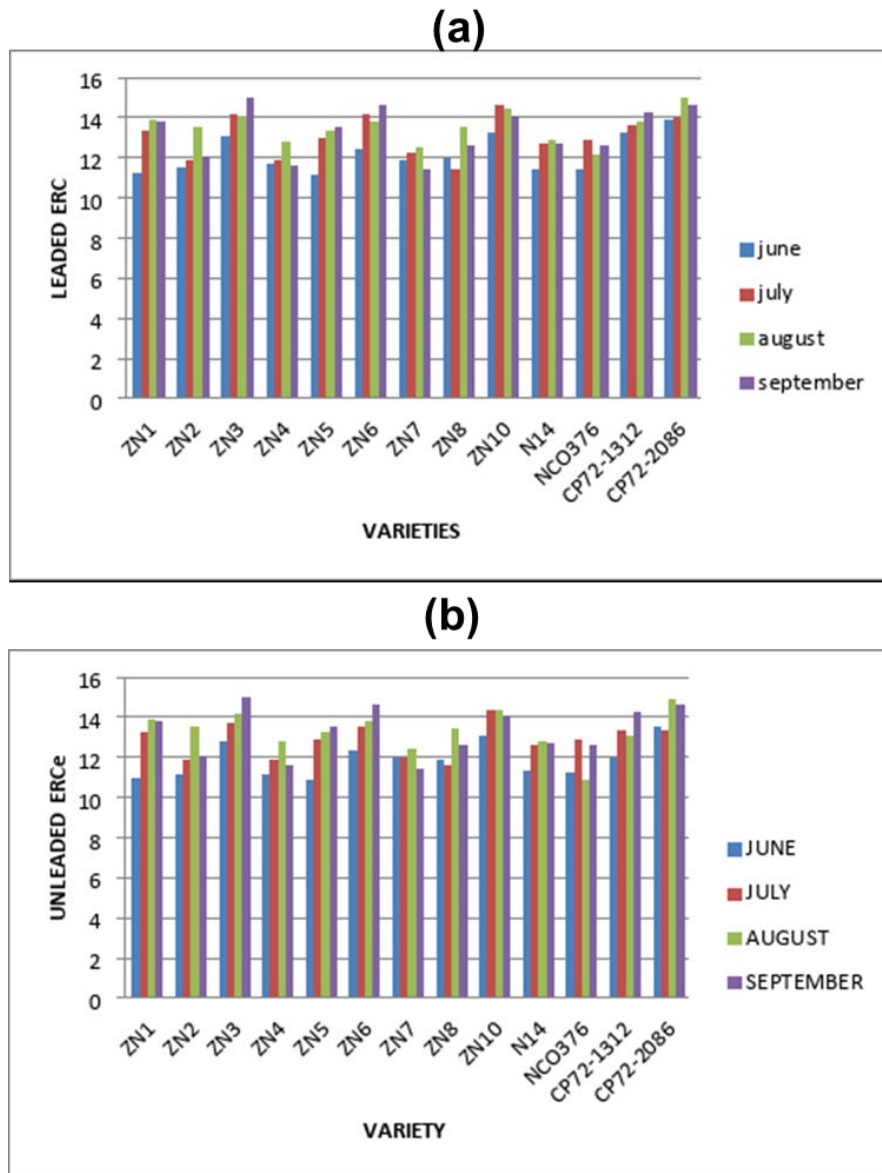 (a)
16
14
12
10
8
6
4
2
0
LEADED ERC
ZN1
ZN2
ZN3
ZN4
ZN5
ZN6
ZN7
ZN8
ZN10
N14
NCO376
CP72-1312
CP72-2086
VARIETIES
june
july
august
september
(b)
16
14
12
10
8
6
4
2
0
UNLEADED ERCe
ZN1
ZN2
ZN3
ZN4
ZN5
ZN6
ZN7
ZN8
ZN10
N14
NCO376
CP72-1312
CP72-2086
VARIETY
JUNE
JULY
AUGUST
SEPTEMBER